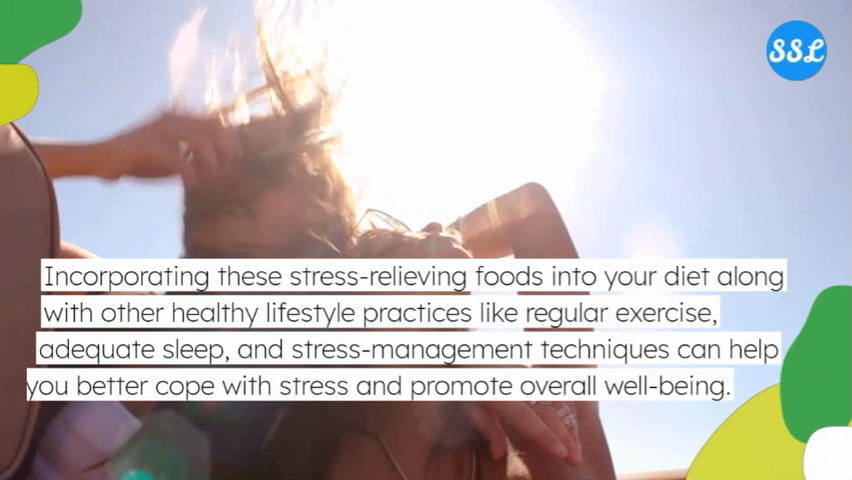 SSL
Incorporating these stress-relieving foods into your diet along
with other healthy lifestyle practices like regular exercise,
adequate sleep, and stress-management techniques can help
you better cope with stress and promote overall well-being.